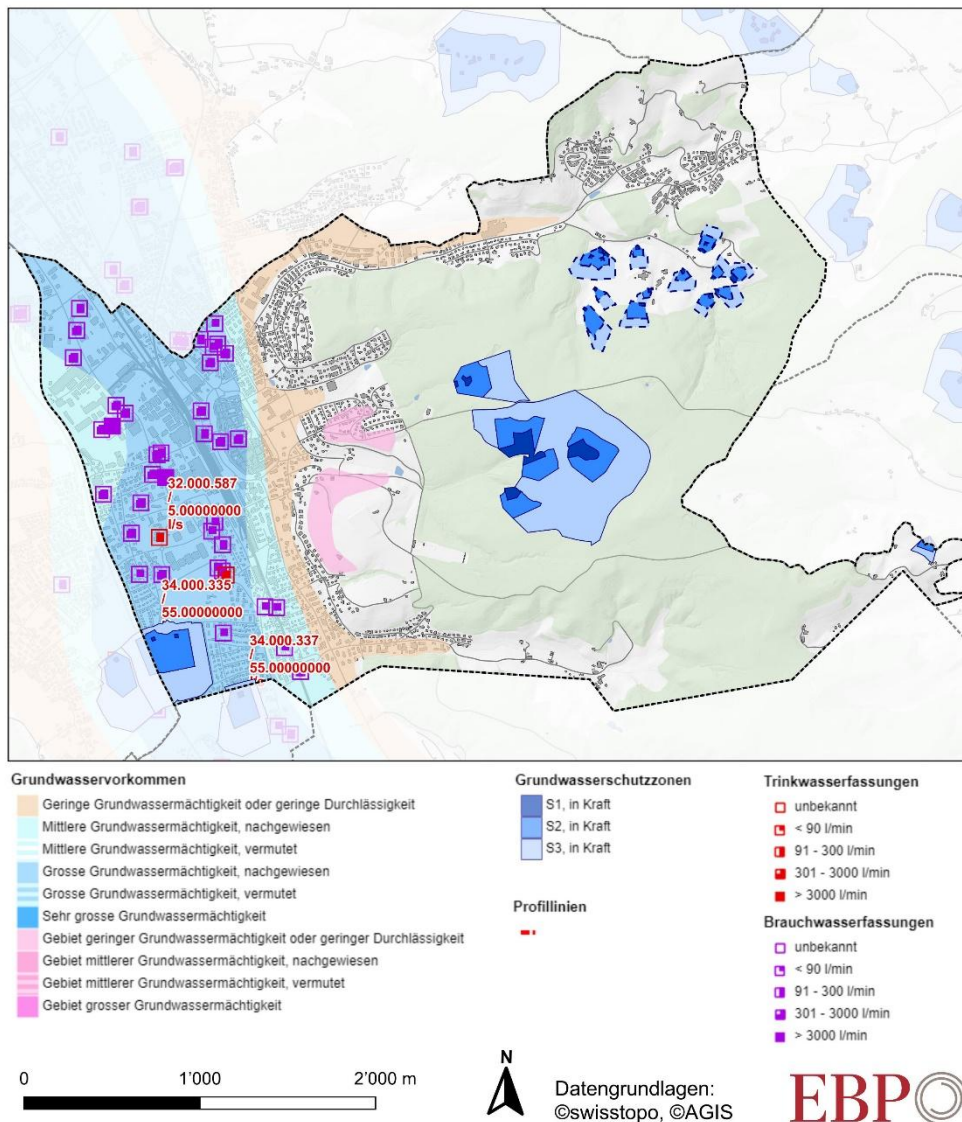 32.000.587
/
5.00000000
l/s
34.000.335
/
55.00000000
34.000.337
/
55.00000000
Grundwasservorkommen
Geringe Grundwassermächtigkeit oder geringe Durchlässigkeit
Mittlere Grundwassermächtigkeit, nachgewiesen
Mittlere Grundwassermächtigkeit, vermutet
Grosse Grundwassermächtigkeit, nachgewiesen
Grosse Grundwassermächtigkeit, vermutet
Sehr grosse Grundwassermächtigkeit
Gebiet geringer Grundwassermächtigkeit oder geringer Durchlässigkeit
Gebiet mittlerer Grundwassermächtigkeit, nachgewiesen
Gebiet mittlerer Grundwassermächtigkeit, vermutet
Gebiet grosser Grundwassermächtigkeit
Grundwasserschutzzonen
S1, in Kraft
S2, in Kraft
S3, in Kraft
Profillinien
Trinkwasserfassungen
unbekannt
< 90 l/min
91 - 300 l/min
301 - 3000 l/min
> 3000 l/min
Brauchwasserfassungen
unbekannt
< 90 l/min
91 - 300 l/min
301 - 3000 l/min
> 3000 l/min
0 1'000 2'000 m
N
Datengrundlagen:
©swisstopo, ©AGIS
EBP